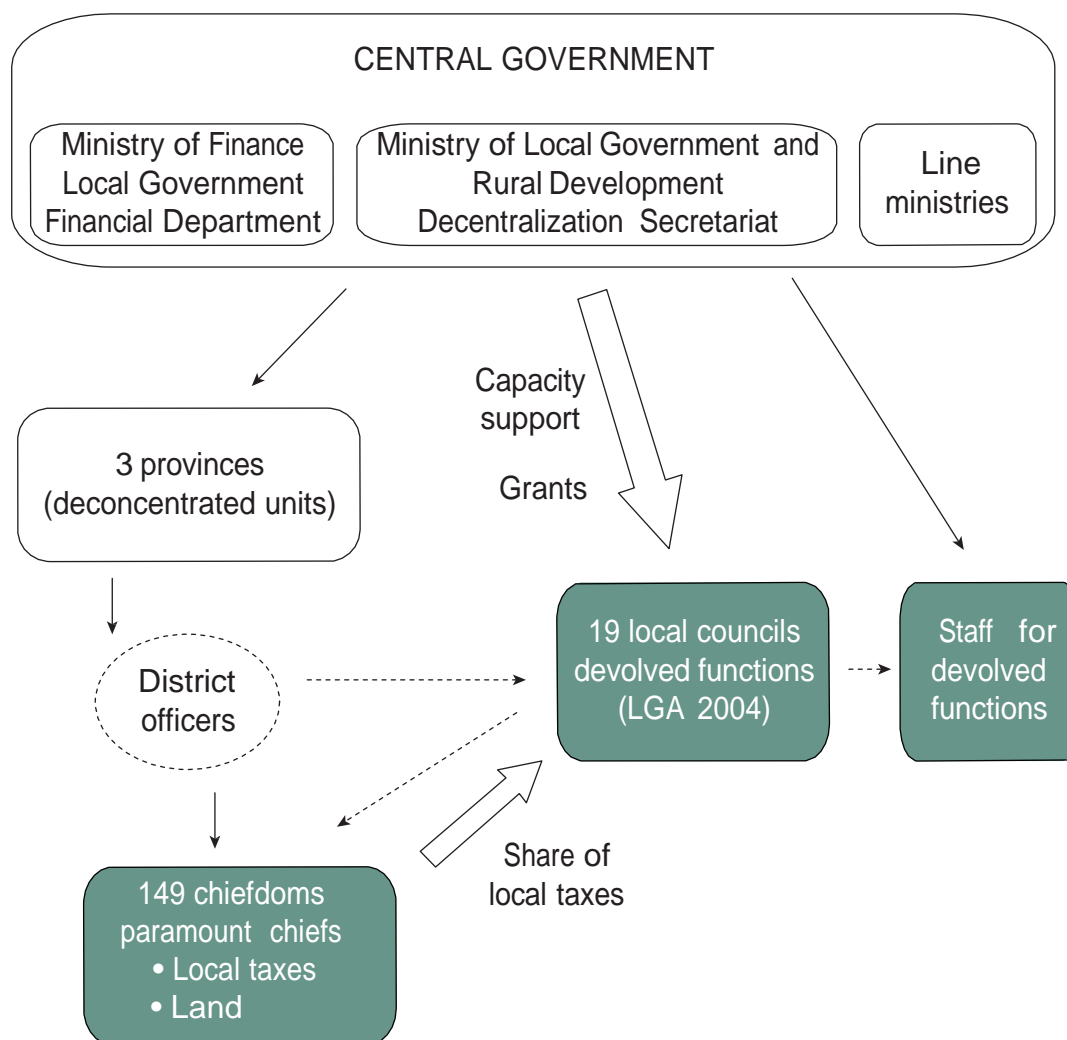 CENTRAL GOVERNMENT
Ministry of Finance
Local Government
Financial Department
Ministry of Local Government and
Rural Development
Decentralization Secretariat
Line
ministries
Capacity
support
Grants
3 provinces
(deconcentrated units)
19 local councils
devolved functions
(LGA 2004)
Staff for
devolved
functions
District
officers
Share of
local taxes
149 chiefdoms
paramount chiefs
• Local taxes
• Land